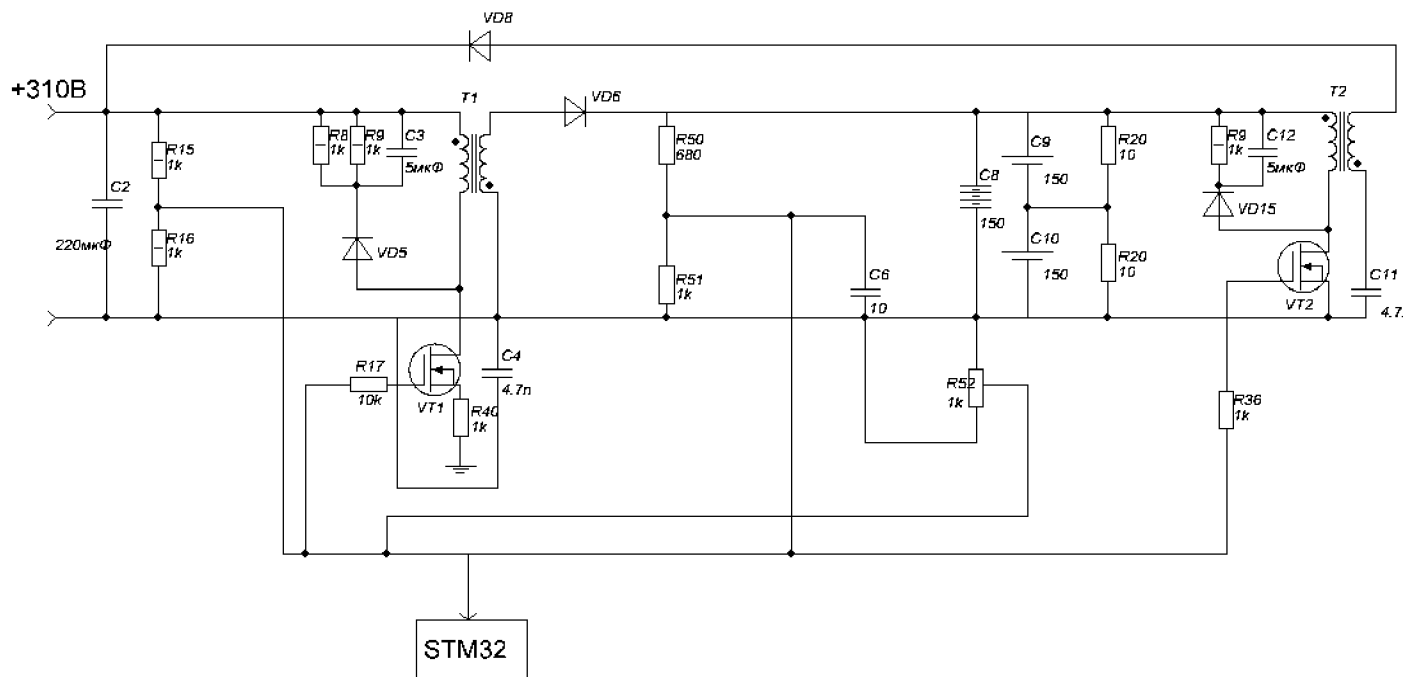 VD8
+310В
T1
T2
VD6
R15
1k
R8
1k
R9
1k
C3
5мкФ
R50
680
C9
150
R20
10
R9
1k
C12
5мкФ
C2
220мкФ
R16
1k
VD5
C8
150
VD15
R51
1k
C6
10
C10
150
R20
10
VT2
C11
4.7
R17
10k
VT1
C4
4.7n
R40
1k
R52
1k
R36
1k
STM32